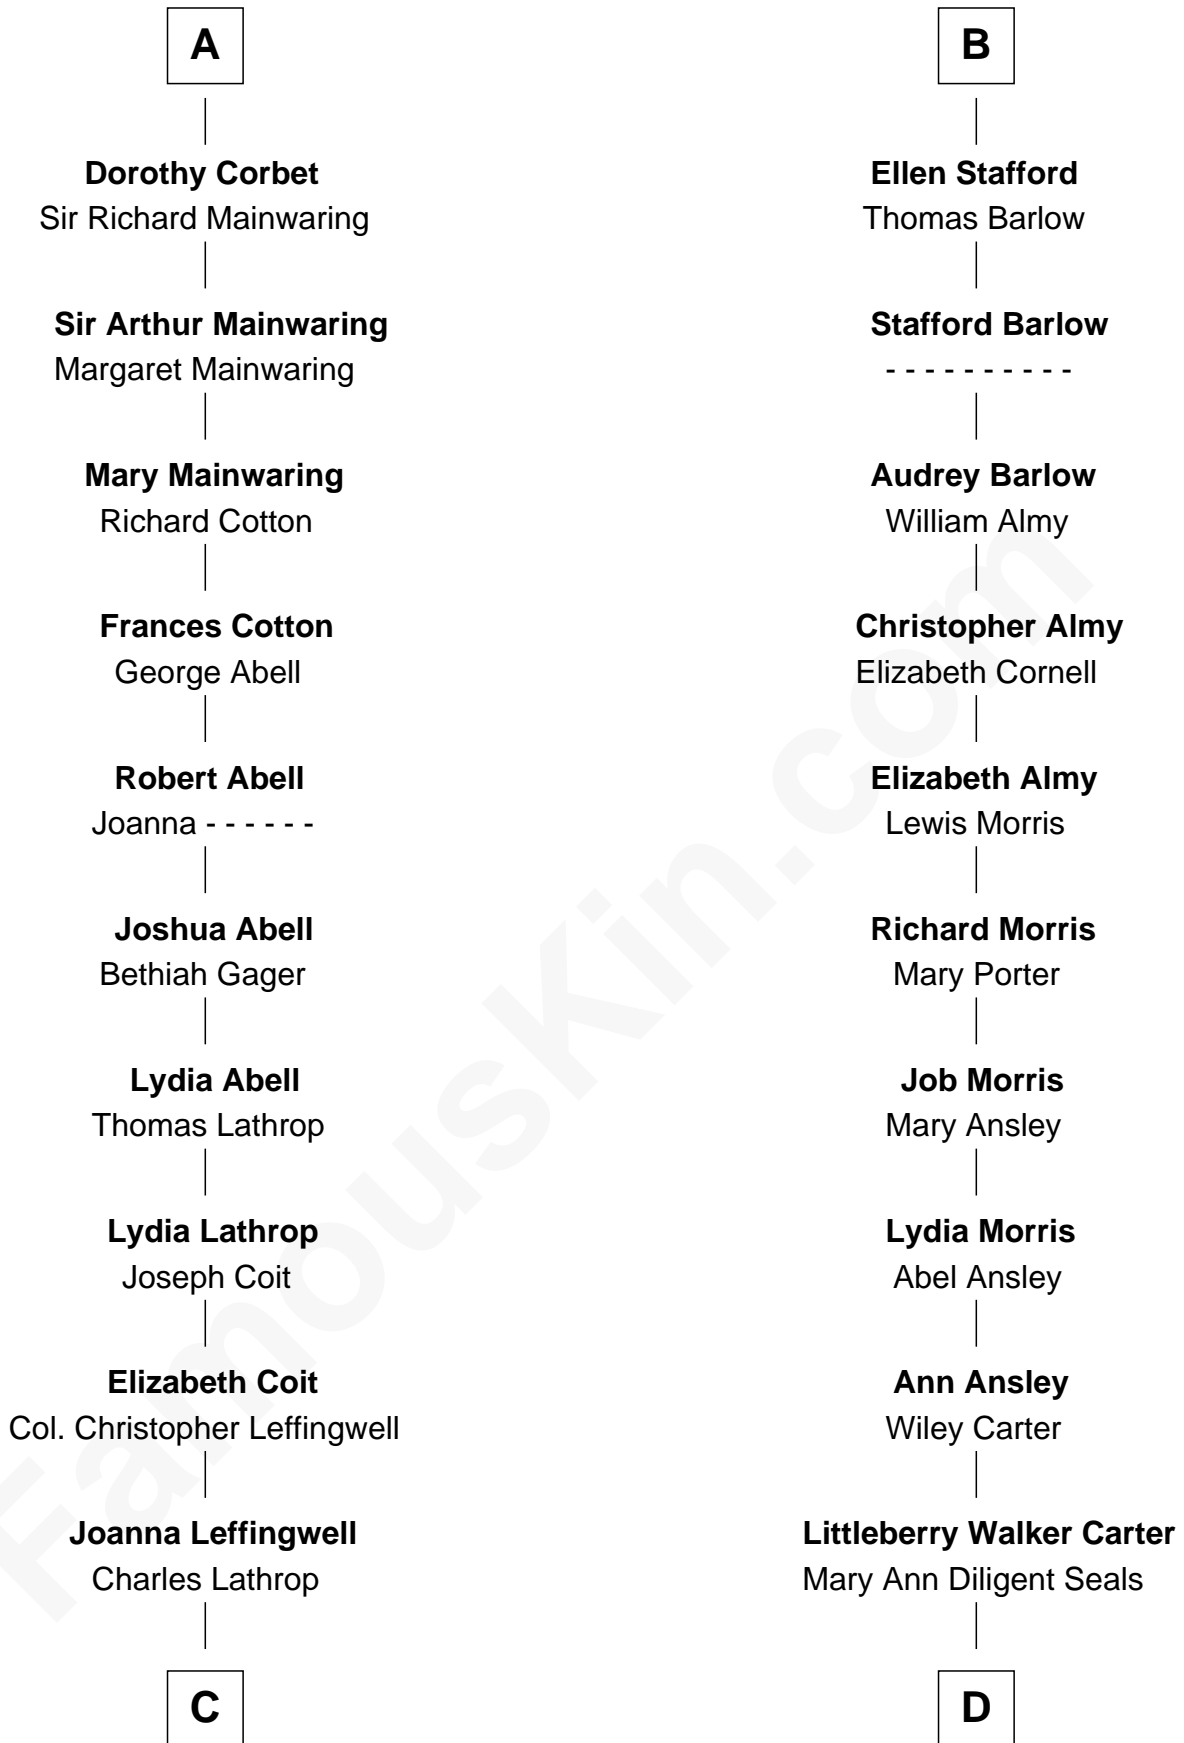 A
Dorothy Corbet
Sir Richard Mainwaring
Sir Arthur Mainwaring
Margaret Mainwaring
Mary Mainwaring
Richard Cotton
Frances Cotton
George Abell
Robert Abell
Joanna - - - - - -
Joshua Abell
Bethiah Gager
Lydia Abell
Thomas Lathrop
Lydia Lathrop
Joseph Coit
Elizabeth Coit
Col. Christopher Leffingwell
Joanna Leffingwell
Charles Lathrop
C
B
Ellen Stafford
Thomas Barlow
Stafford Barlow
- - - - - - - - - -
Audrey Barlow
William Almy
Christopher Almy
Elizabeth Cornell
Elizabeth Almy
Lewis Morris
Richard Morris
Mary Porter
Job Morris
Mary Ansley
Lydia Morris
Abel Ansley
Ann Ansley
Wiley Carter
Littleberry Walker Carter
Mary Ann Diligent Seals
D
FamousKin.com